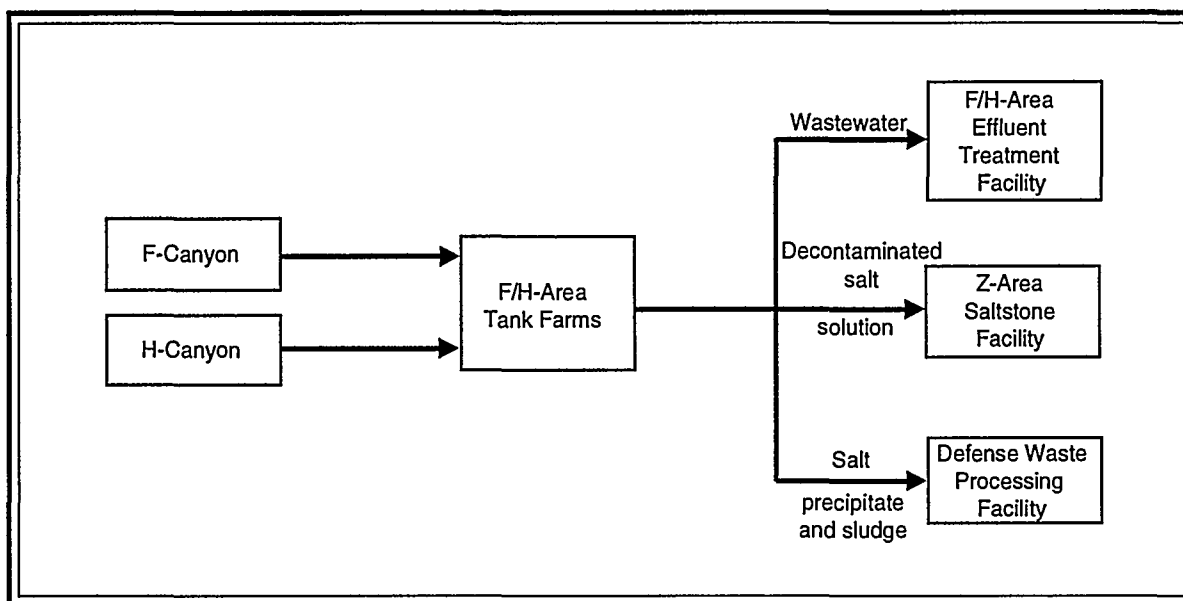 F-Canyon
H-Canyon
F/H-Area
Tank Farms
Wastewater
F/H-Area
Effluent
Treatment
Facility
Decontaminated
salt
solution
Z-Area
Saltstone
Facility
Salt
precipitate
and sludge
Defense Waste
Processing
Facility